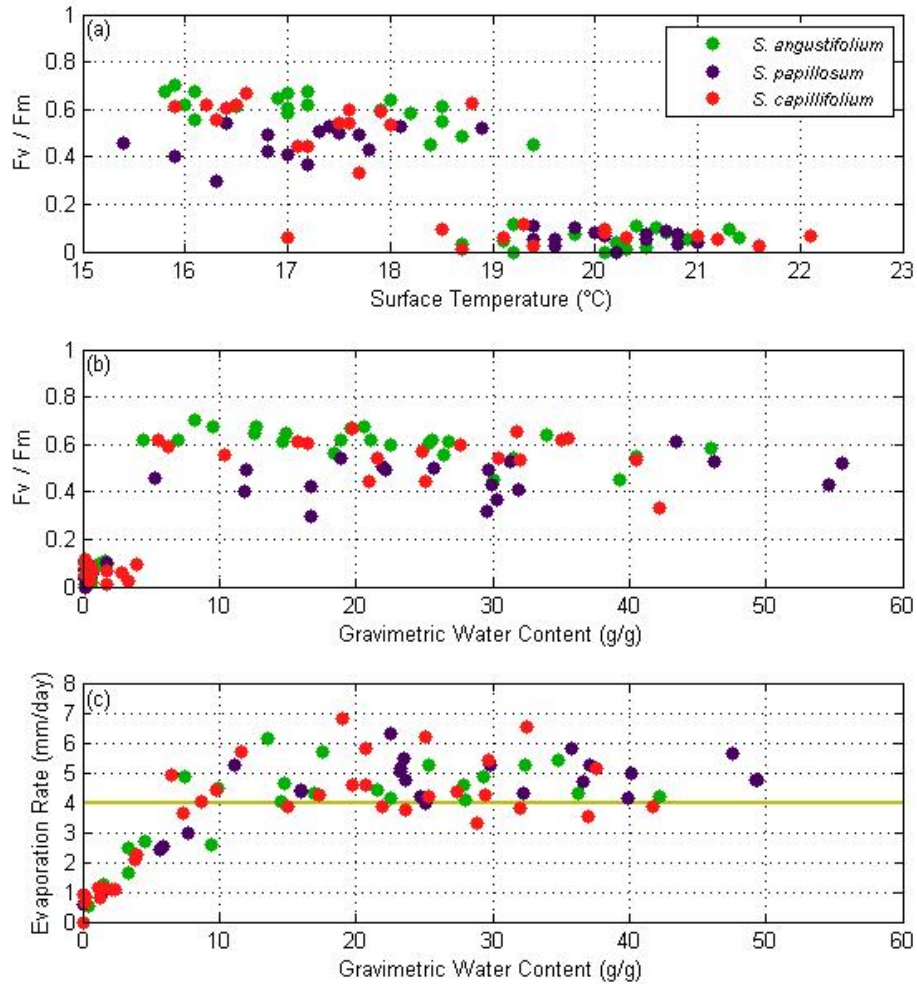 (a)
S. angustifolium
S. papillosum
S. capillifolium
Fv / Fm
1
0.8
0.6
0.4
0.2
0
15 16 17 18 19 20 21 22 23
Surface Temperature (°C)
(b)
Fv / Fm
1
0.8
0.6
0.4
0.2
0
0 10 20 30 40 50 60
Gravimetric Water Content (g/g)
(c)
Evaporation Rate (mm/day)
8
7
6
5
4
3
2
1
0
0 10 20 30 40 50 60
Gravimetric Water Content (g/g)